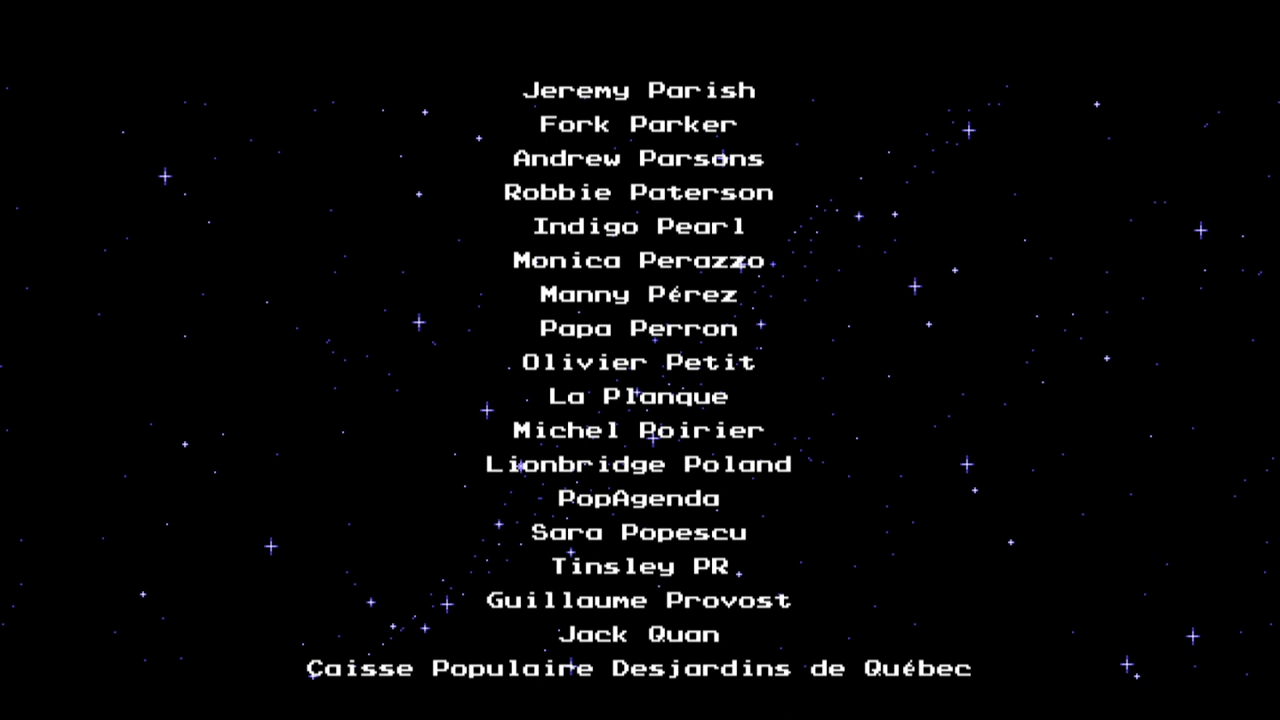 Jeremy Parish
Fork Parker
Andrew Parsons
Robbie Paterson
Indigo Pearl
Monica Perazzo
Manny Pérez
Papa Perron
Olivier Petit
La Planque
Michel Poirier
Lionbridge Poland
PopAgenda
Sara Popescu
Tinsley PR
Guillaume Provost
Jack Quan
Caisse Populaire Desjardins de Québec